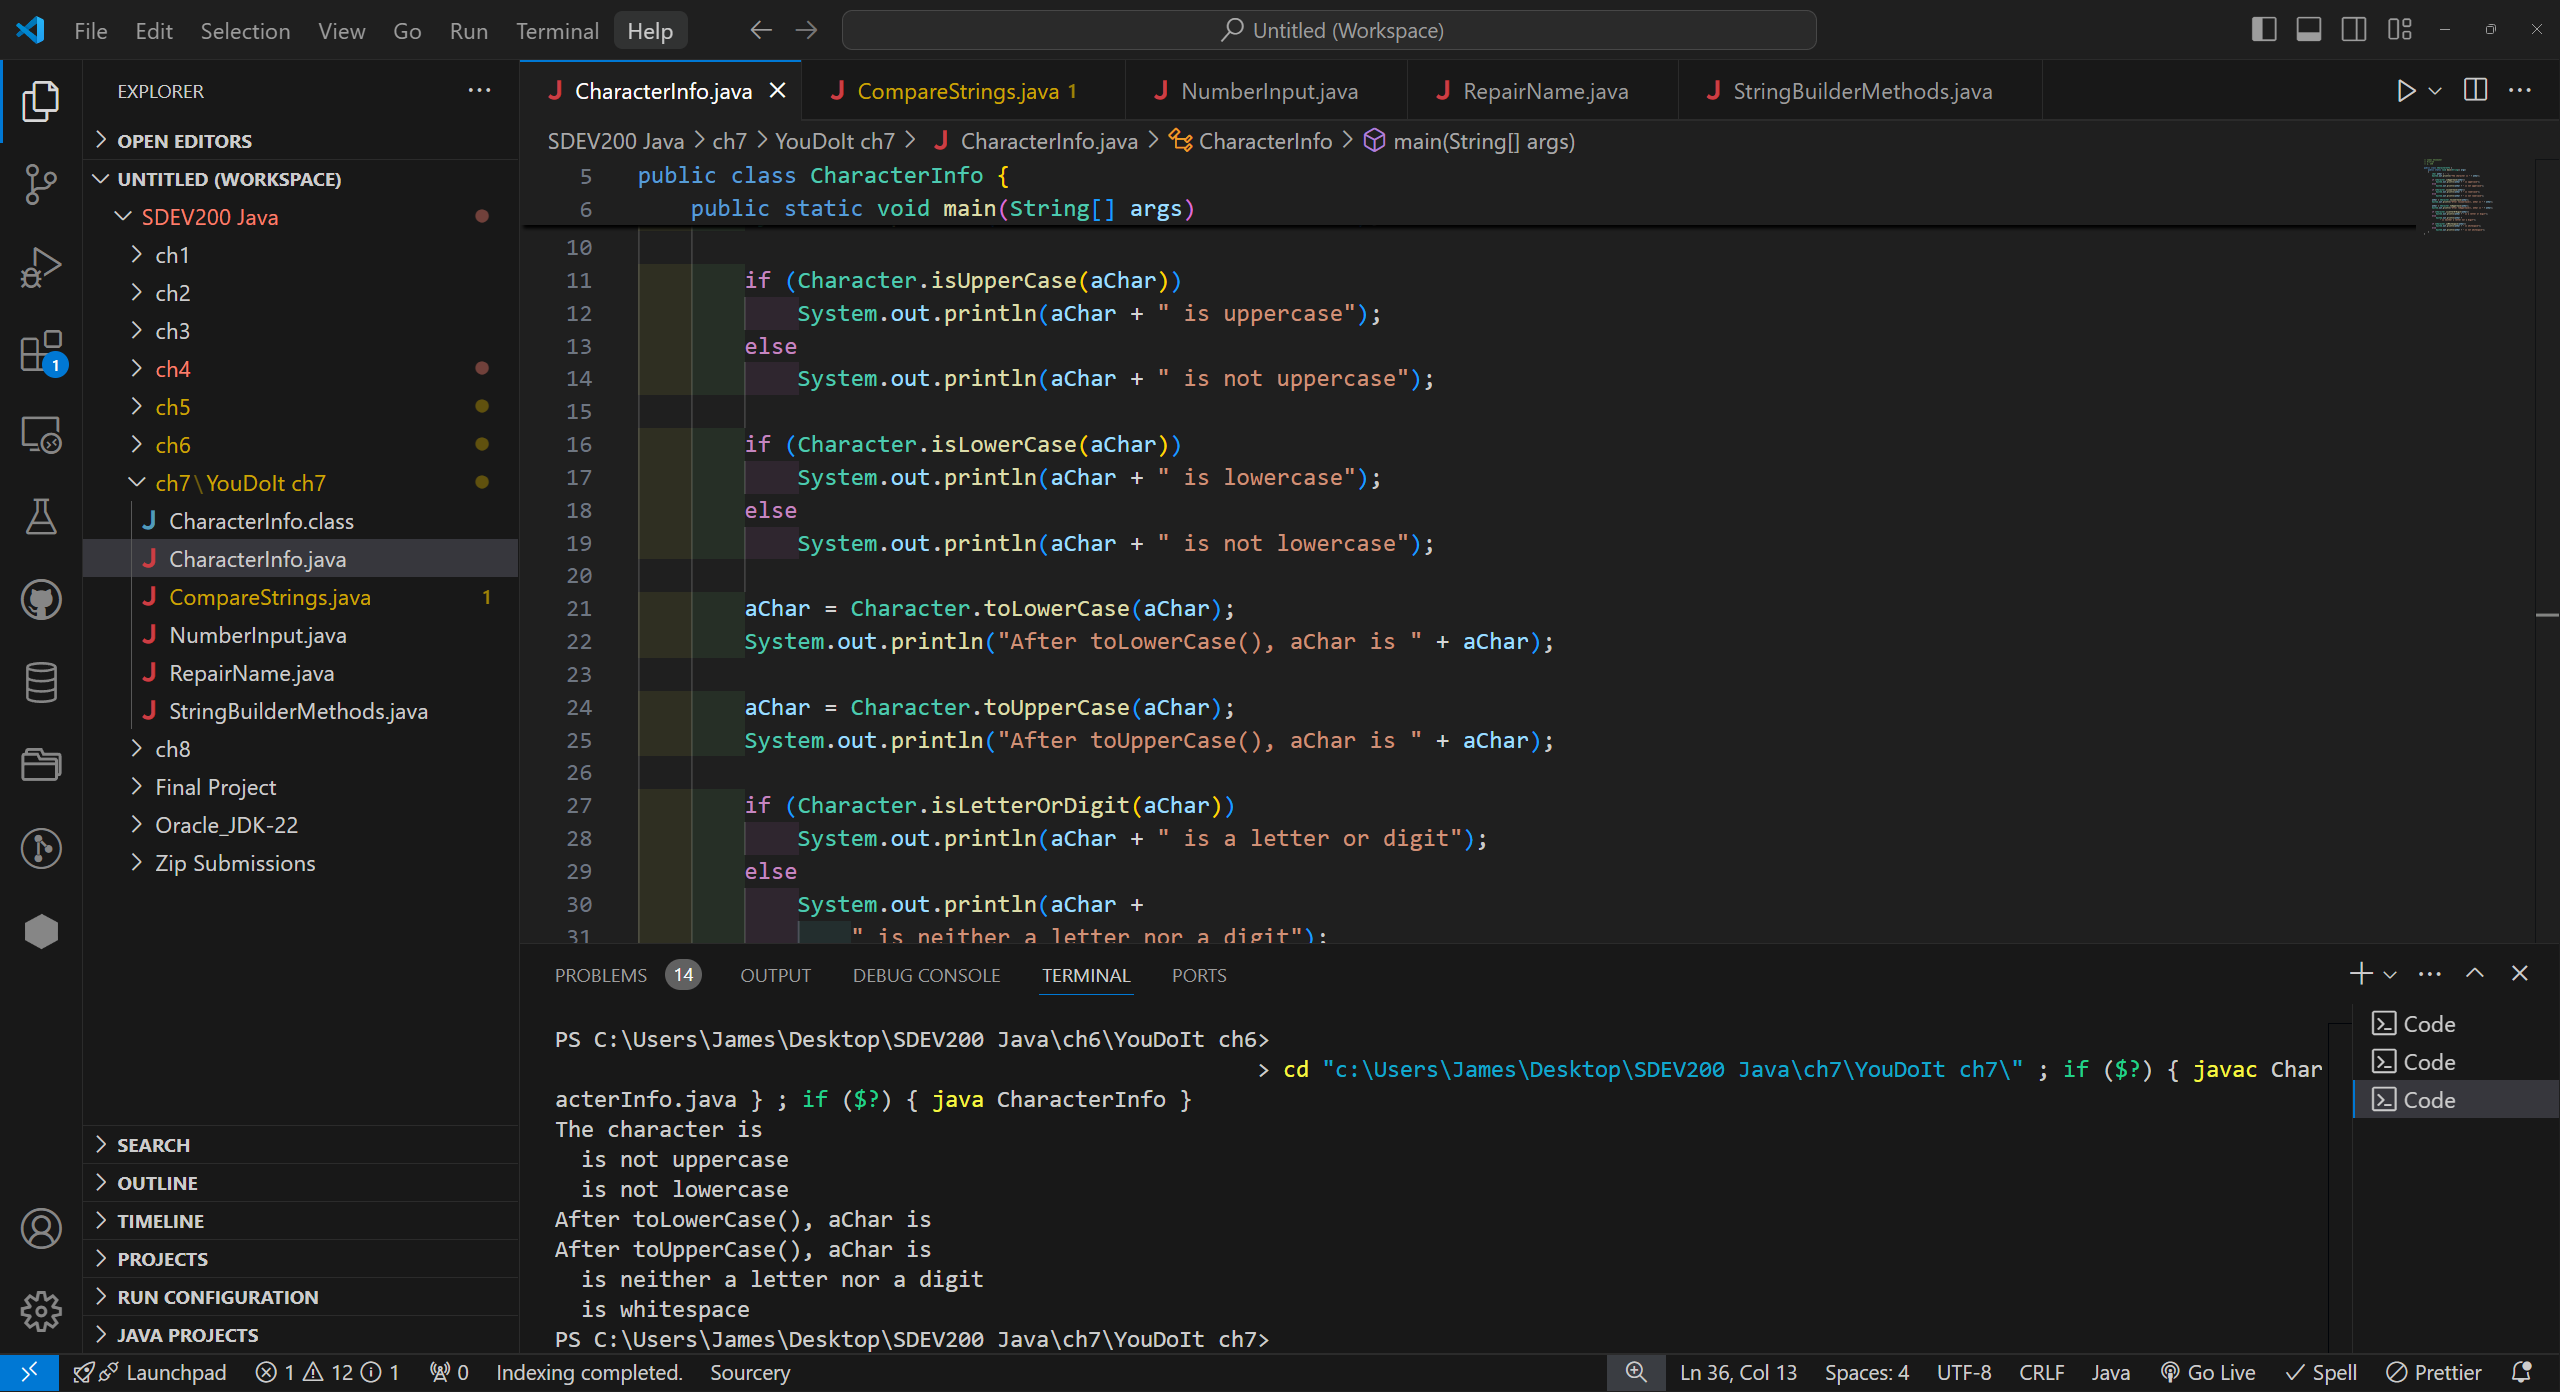 File Edit Selection View Go Run Terminal Help
Untitled (Workspace)
EXPLORER
OPEN EDITORS
UNTITLED (WORKSPACE)
SDEV200 Java
ch1
ch2
ch3
ch4
ch5
ch6
ch7\YouDoIt ch7
CharacterInfo.class
CharacterInfo.java
CompareStrings.java 1
NumberInput.java
RepairName.java
StringBuilderMethods.java
ch8
Final Project
Oracle_JDK-22
Zip Submissions
SEARCH
OUTLINE
TIMELINE
PROJECTS
RUN CONFIGURATION
JAVA PROJECTS
1
CharacterInfo.java CompareStrings.java 1 NumberInput.java RepairName.java StringBuilderMethods.java
SDEV200 Java > ch7 > YouDoIt ch7 > CharacterInfo.java > CharacterInfo > main(String[] args)
5 public class CharacterInfo {
6 public static void main(String[] args)
10
11 if (Character.isUpperCase(aChar))
12 System.out.println(aChar + " is uppercase");
13 else
14 System.out.println(aChar + " is not uppercase");
15
16 if (Character.isLowerCase(aChar))
17 System.out.println(aChar + " is lowercase");
18 else
19 System.out.println(aChar + " is not lowercase");
20
21 aChar = Character.toLowerCase(aChar);
22 System.out.println("After toLowerCase(), aChar is " + aChar);
23
24 aChar = Character.toUpperCase(aChar);
25 System.out.println("After toUpperCase(), aChar is " + aChar);
26
27 if (Character.isLetterOrDigit(aChar))
28 System.out.println(aChar + " is a letter or digit");
29 else
30 System.out.println(aChar +
31 " is neither a letter nor a digit");
PROBLEMS 14 OUTPUT DEBUG CONSOLE TERMINAL PORTS
PS C:\Users\James\Desktop\SDEV200 Java\ch6\YouDoIt ch6>
> cd "c:\Users\James\Desktop\SDEV200 Java\ch7\YouDoIt ch7\" ; if ($?) { javac Char
acterInfo.java } ; if ($?) { java CharacterInfo }
The character is
is not uppercase
is not lowercase
After toLowerCase(), aChar is
After toUpperCase(), aChar is
is neither a letter nor a digit
is whitespace
PS C:\Users\James\Desktop\SDEV200 Java\ch7\YouDoIt ch7>
Code
Code
Code
Launchpad 1 12 1 0 Indexing completed. Sourcery Ln 36, Col 13 Spaces: 4 UTF-8 CRLF Java Go Live Spell Prettier